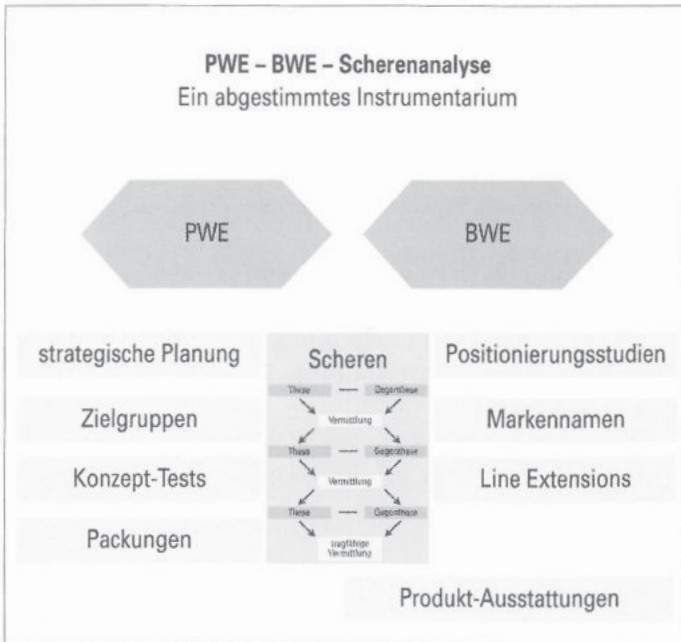 PWE – BWE – Scherenanalyse
Ein abgestimmtes Instrumentarium
PWE
BWE
strategische Planung
Scheren
Positionierungsstudien
These
Gegenthese
Zielgruppen
Vermittlung
Markennamen
These
Gegenthese
Konzept-Tests
Vermittlung
Line Extensions
These
Gegenthese
Packungen
tragfähige
Vermittlung
Produkt-Ausstattungen